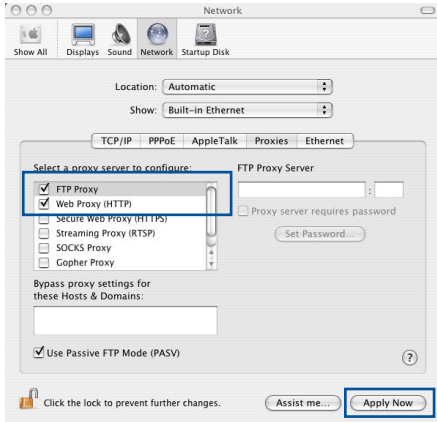 Network
Show All Displays Sound Network Startup Disk
Location: Automatic
Show: Built-in Ethernet
TCP/IP PPPoE AppleTalk Proxies Ethernet
Select a proxy server to configure: FTP Proxy Server
FTP Proxy
:
Web Proxy (HTTP)
Proxy server requires password
Secure Web Proxy (HTTPS)
Streaming Proxy (RTSP) Set Password...
SOCKS Proxy
Gopher Proxy
Bypass proxy settings for
these Hosts & Domains:
Use Passive FTP Mode (PASV) ?
Click the lock to prevent further changes. Assist me... Apply Now